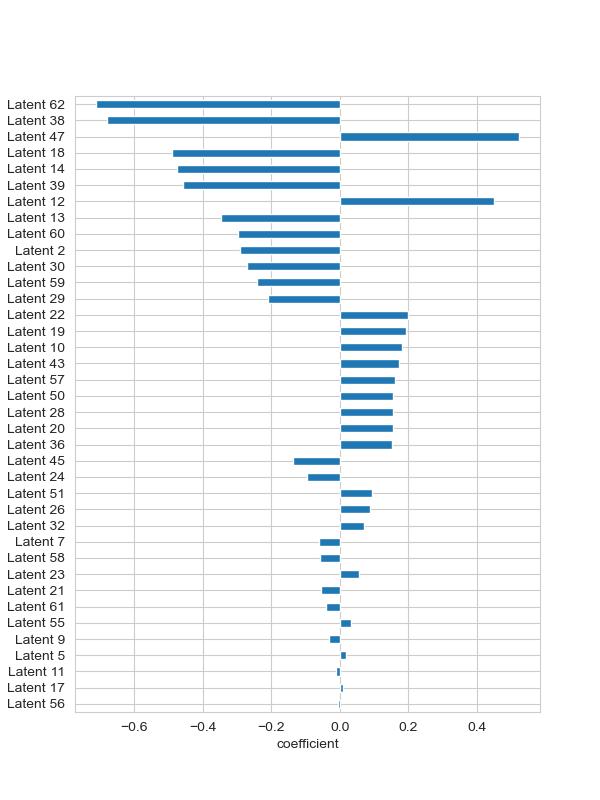 Latent 62
Latent 38
Latent 47
Latent 18
Latent 14
Latent 39
Latent 12
Latent 13
Latent 60
Latent 2
Latent 30
Latent 59
Latent 29
Latent 22
Latent 19
Latent 10
Latent 43
Latent 57
Latent 50
Latent 28
Latent 20
Latent 36
Latent 45
Latent 24
Latent 51
Latent 26
Latent 32
Latent 7
Latent 58
Latent 23
Latent 21
Latent 61
Latent 55
Latent 9
Latent 5
Latent 11
Latent 17
Latent 56
−0.6 −0.4 −0.2 0.0 0.2 0.4
coefficient